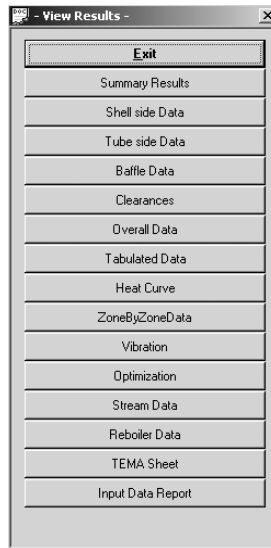 - View Results -
Exit
Summary Results
Shell side Data
Tube side Data
Baffle Data
Clearances
Overall Data
Tabulated Data
Heat Curve
ZoneByZoneData
Vibration
Optimization
Stream Data
Reboiler Data
TEMA Sheet
Input Data Report